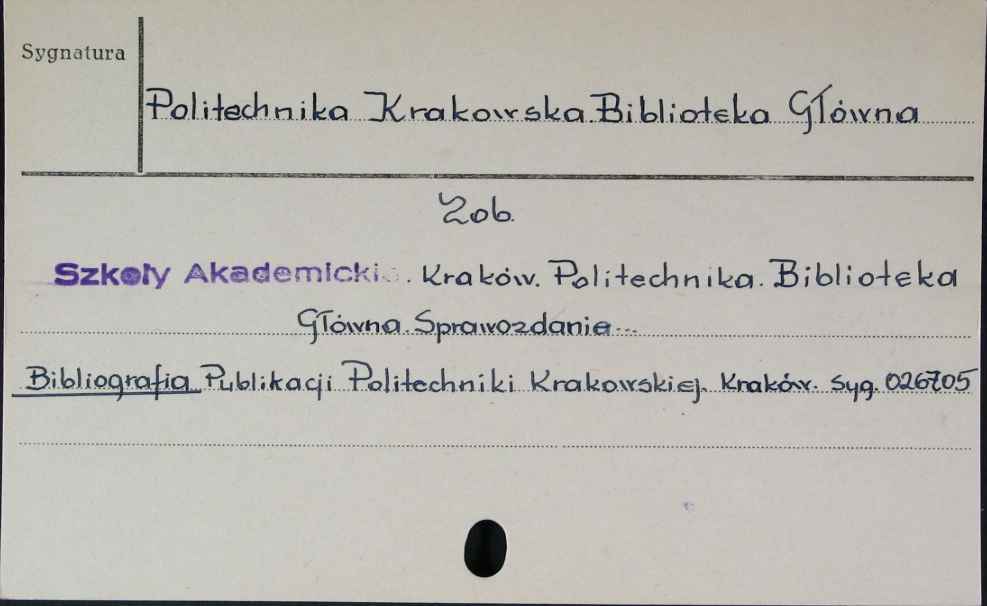 Sygnatura
Politechnika Krakowska. Biblioteka Główna
Zob.
Szkoły Akademickie. Kraków. Politechnika. Biblioteka
Główna. Sprawozdanie...
Bibliografia Publikacji Politechniki Krakowskiej. Kraków. Syg. 026705